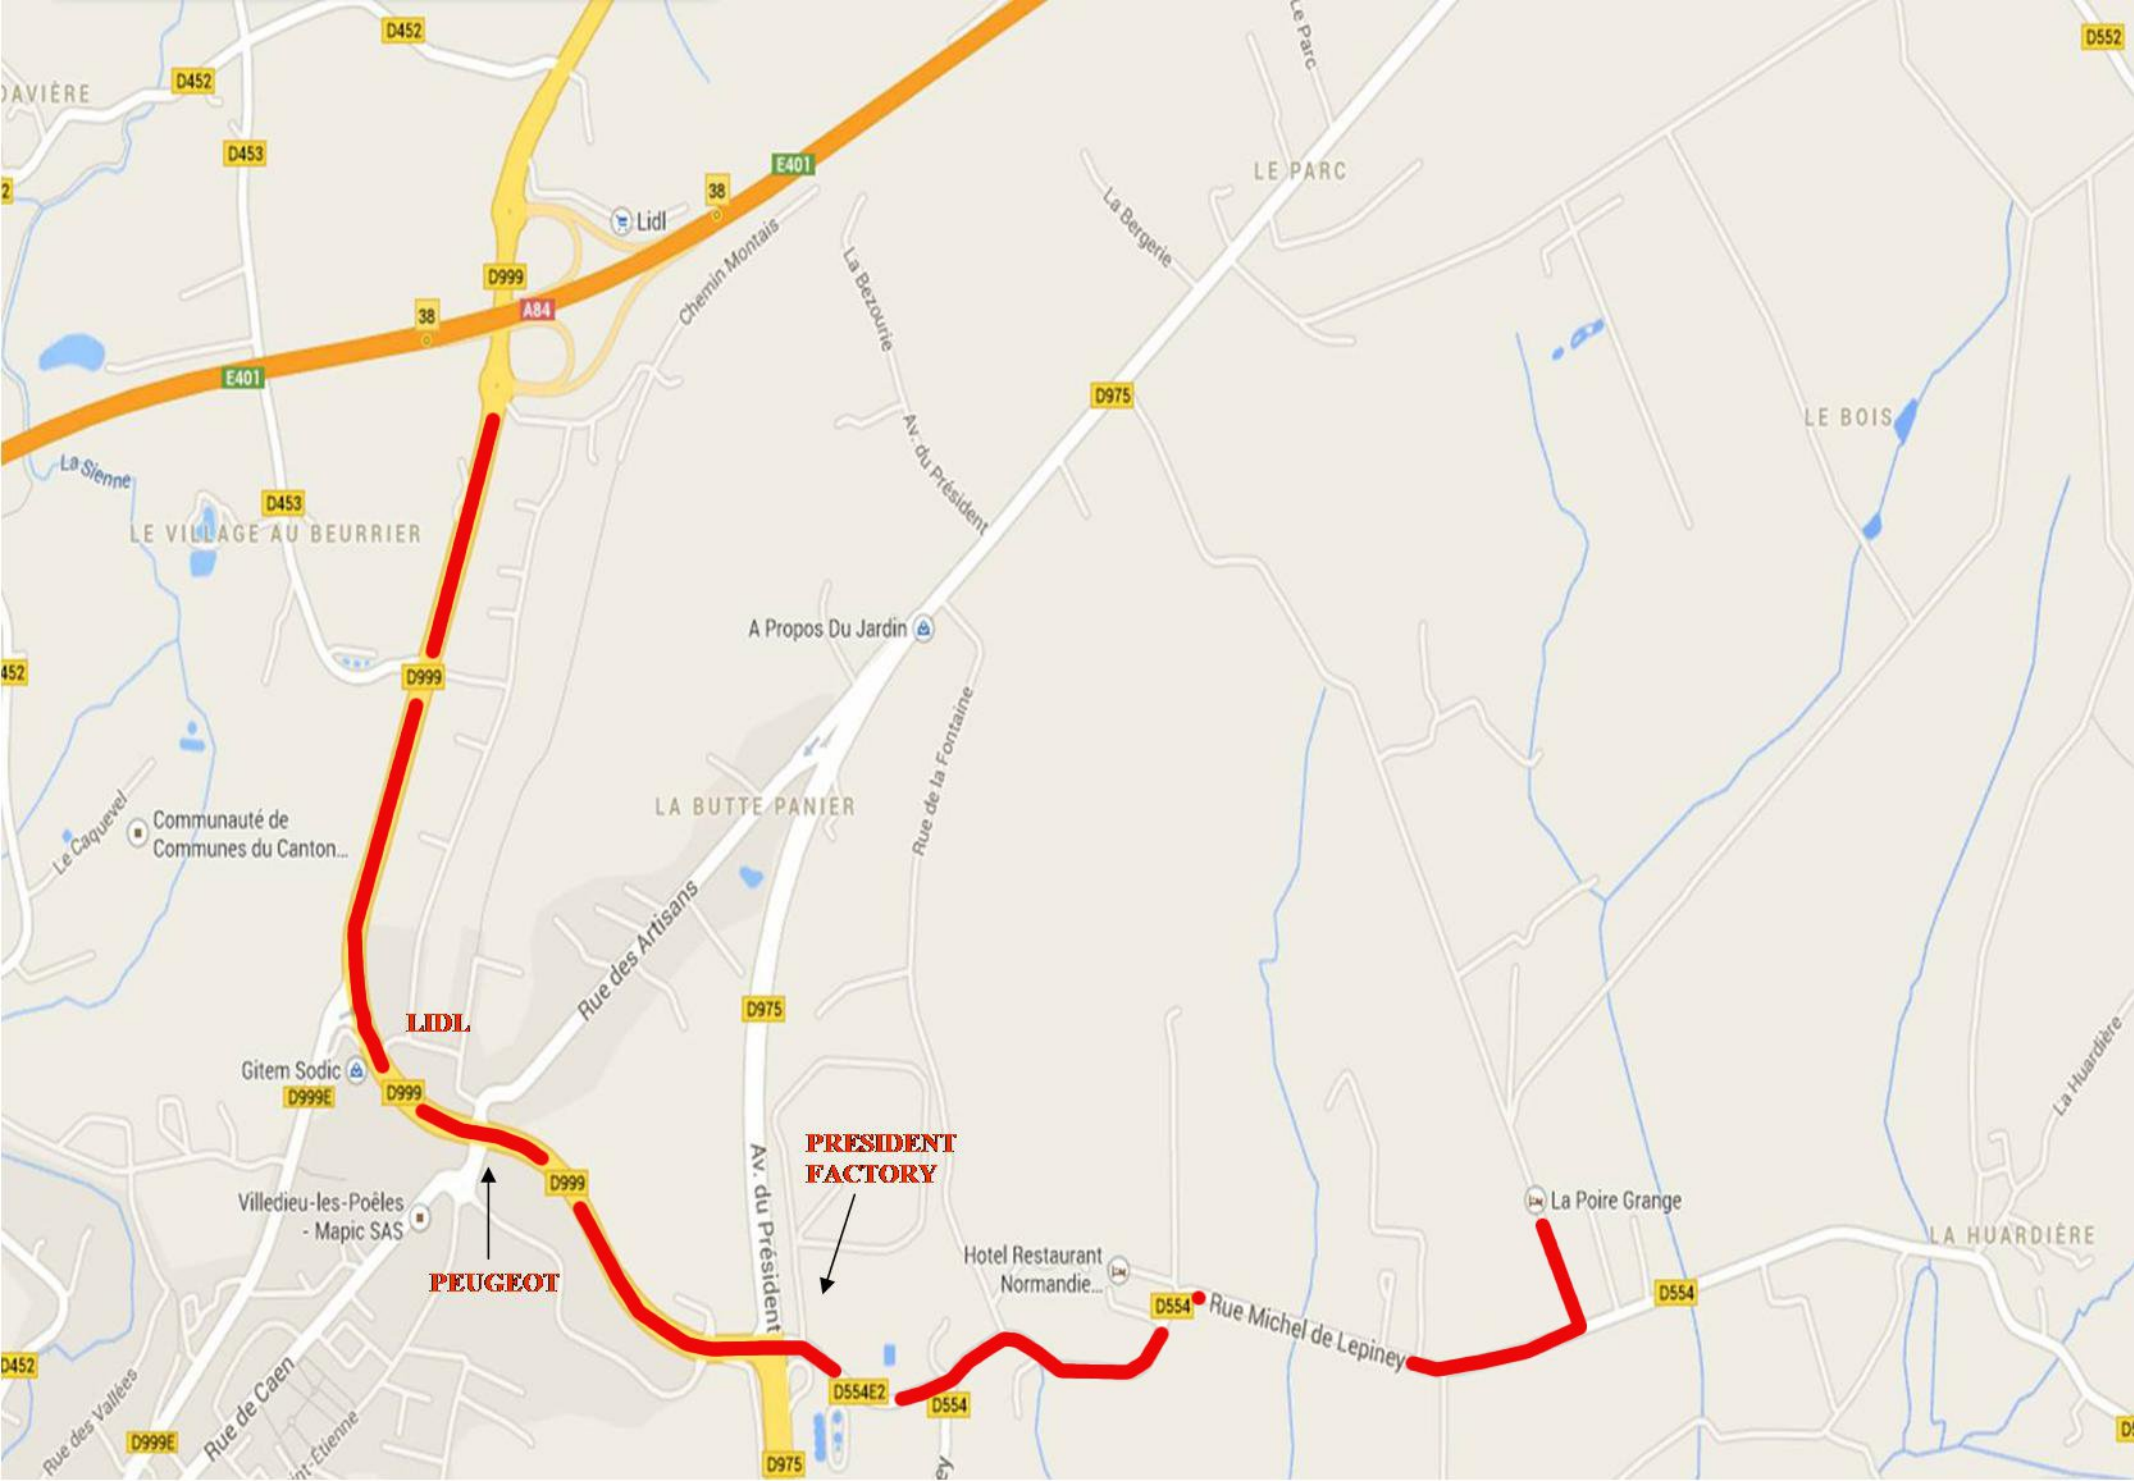 D452
D552
DAVIÈRE
D452
D453
E401
38
Le Parc
LE PARC
Lidl
La Bergerie
Chemin Montais
D999
A84
38
La Bezourie
E401
D975
LE BOIS
Av. du Président
La Sienne
D453
LE VILLAGE AU BEURRIER
A Propos Du Jardin
452
D999
Rue de la Fontaine
LA BUTTE PANIER
Le Caquevel
Communauté de
Communes du Canton...
Rue des Artisans
D975
LIDL
Gitem Sodic
D999E
D999
La Huardière
PRESIDENT
FACTORY
D999
Av. du Président
Villedieu-les-Poêles
- Mapic SAS
La Poire Grange
LA HUARDIÈRE
PEUGEOT
Hotel Restaurant
Normandie...
D554
Rue Michel de Lepiney
D554
D452
D554E2
D554
Rue des Vallées
Rue de Caen
int-Étienne
D999E
D975
ey